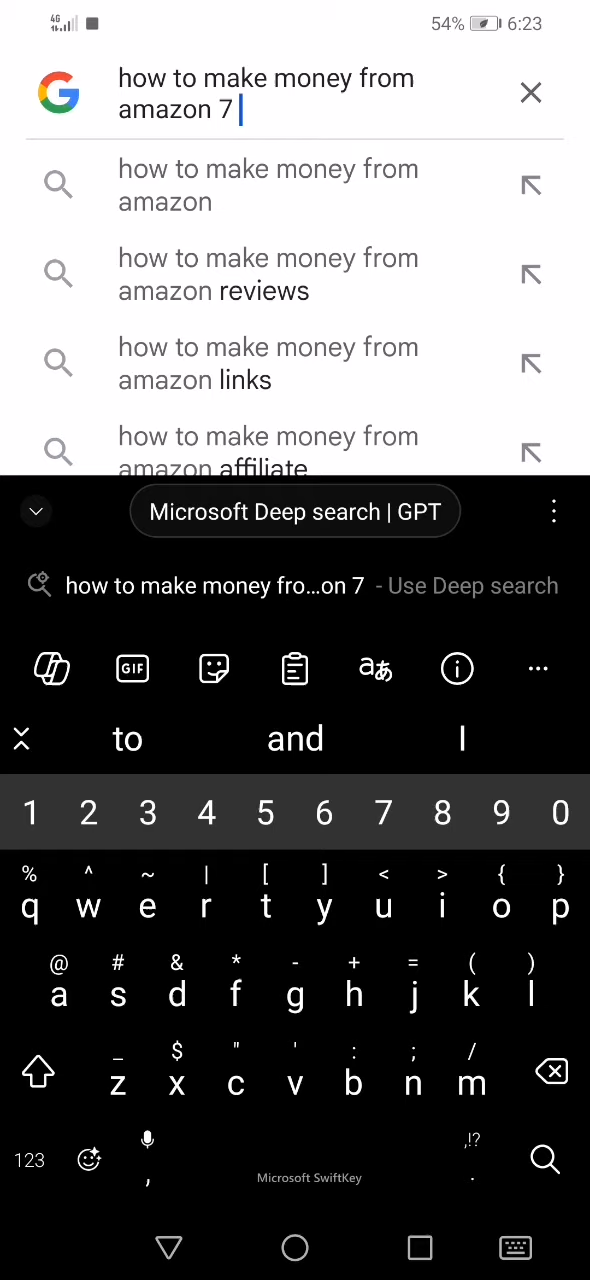 4G 54% 6:23
how to make money from
amazon 7
how to make money from
amazon
how to make money from
amazon reviews
how to make money from
amazon links
how to make money from
amazon affiliate
Microsoft Deep search | GPT
how to make money fro...on 7 - Use Deep search
GIF aあ
to and I
1 2 3 4 5 6 7 8 9 0
% ^ ~ | [ ] < > { }
q w e r t y u i o p
@ # & * - + = ( )
a s d f g h j k l
_ $ " ' : ; /
z x c v b n m
,!?
123 , Microsoft SwiftKey .